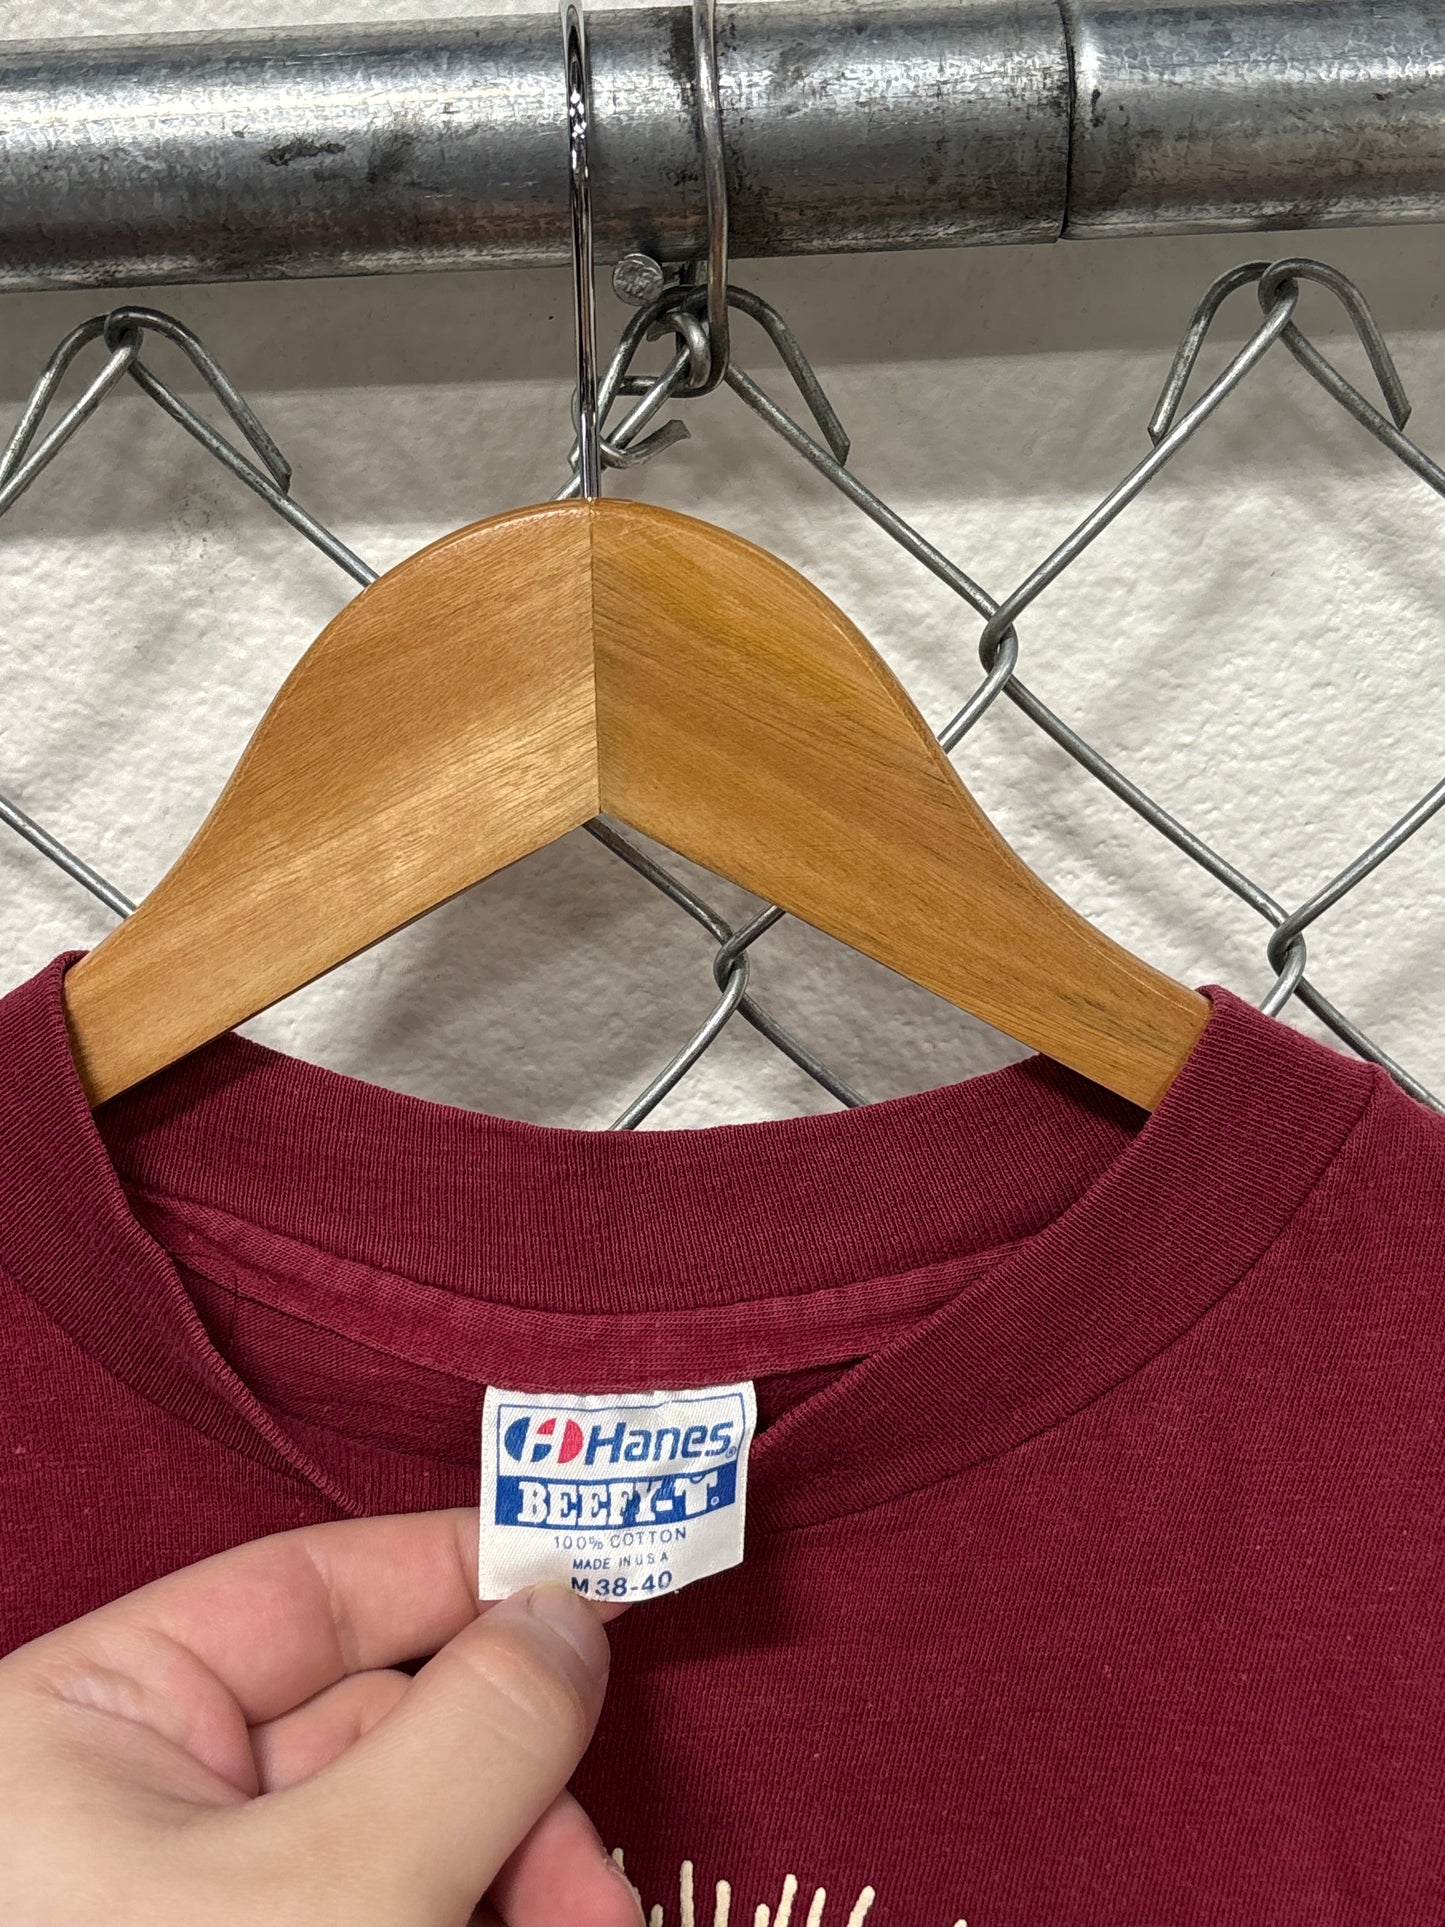 Hanes®
BEEFY-T®
100% COTTON
MADE IN U S A
M 38-40